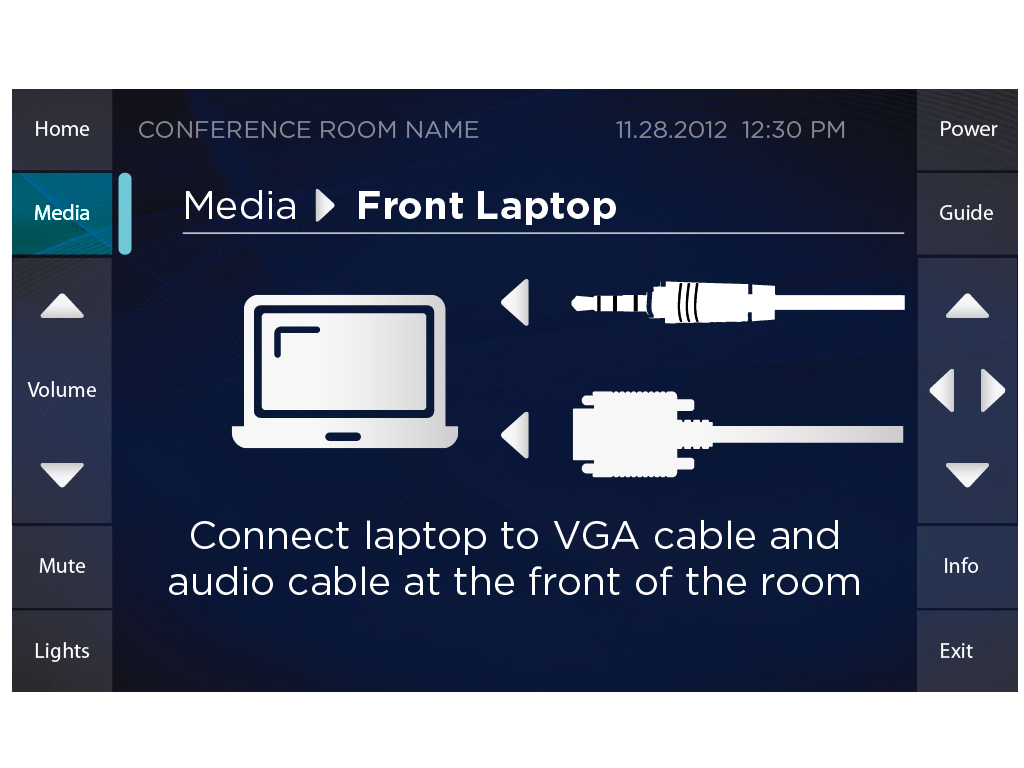 Home
CONFERENCE ROOM NAME
11.28.2012 12:30 PM
Power
Media
Media Front Laptop
Guide
Volume
Connect laptop to VGA cable and
audio cable at the front of the room
Mute
Info
Lights
Exit